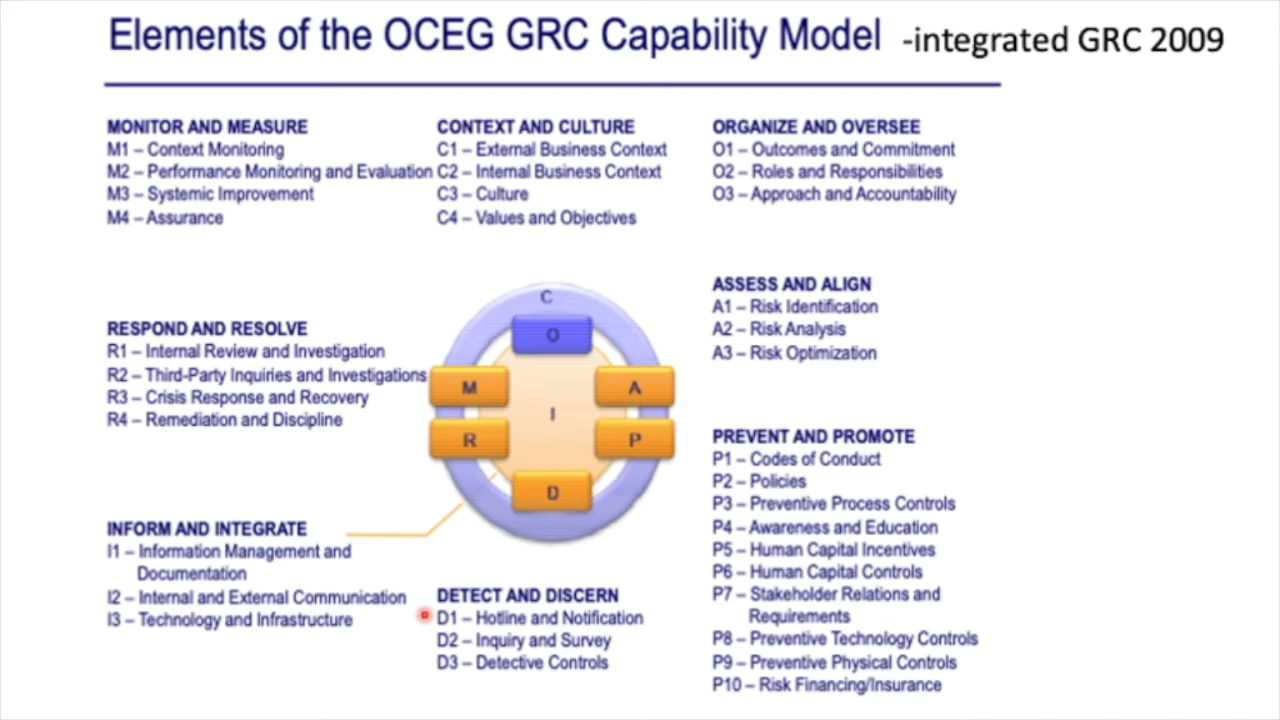 Elements of the OCEG GRC Capability Model -integrated GRC 2009
MONITOR AND MEASURE
M1 – Context Monitoring
M2 – Performance Monitoring and Evaluation
M3 – Systemic Improvement
M4 – Assurance
CONTEXT AND CULTURE
C1 – External Business Context
C2 – Internal Business Context
C3 – Culture
C4 – Values and Objectives
ORGANIZE AND OVERSEE
O1 – Outcomes and Commitment
O2 – Roles and Responsibilities
O3 – Approach and Accountability
ASSESS AND ALIGN
A1 – Risk Identification
A2 – Risk Analysis
A3 – Risk Optimization
RESPOND AND RESOLVE
R1 – Internal Review and Investigation
R2 – Third-Party Inquiries and Investigations
R3 – Crisis Response and Recovery
R4 – Remediation and Discipline
C
O
M
A
I
R
P
D
PREVENT AND PROMOTE
P1 – Codes of Conduct
P2 – Policies
P3 – Preventive Process Controls
P4 – Awareness and Education
P5 – Human Capital Incentives
P6 – Human Capital Controls
P7 – Stakeholder Relations and
Requirements
P8 – Preventive Technology Controls
P9 – Preventive Physical Controls
P10 – Risk Financing/Insurance
INFORM AND INTEGRATE
I1 – Information Management and
Documentation
I2 – Internal and External Communication
I3 – Technology and Infrastructure
DETECT AND DISCERN
D1 – Hotline and Notification
D2 – Inquiry and Survey
D3 – Detective Controls